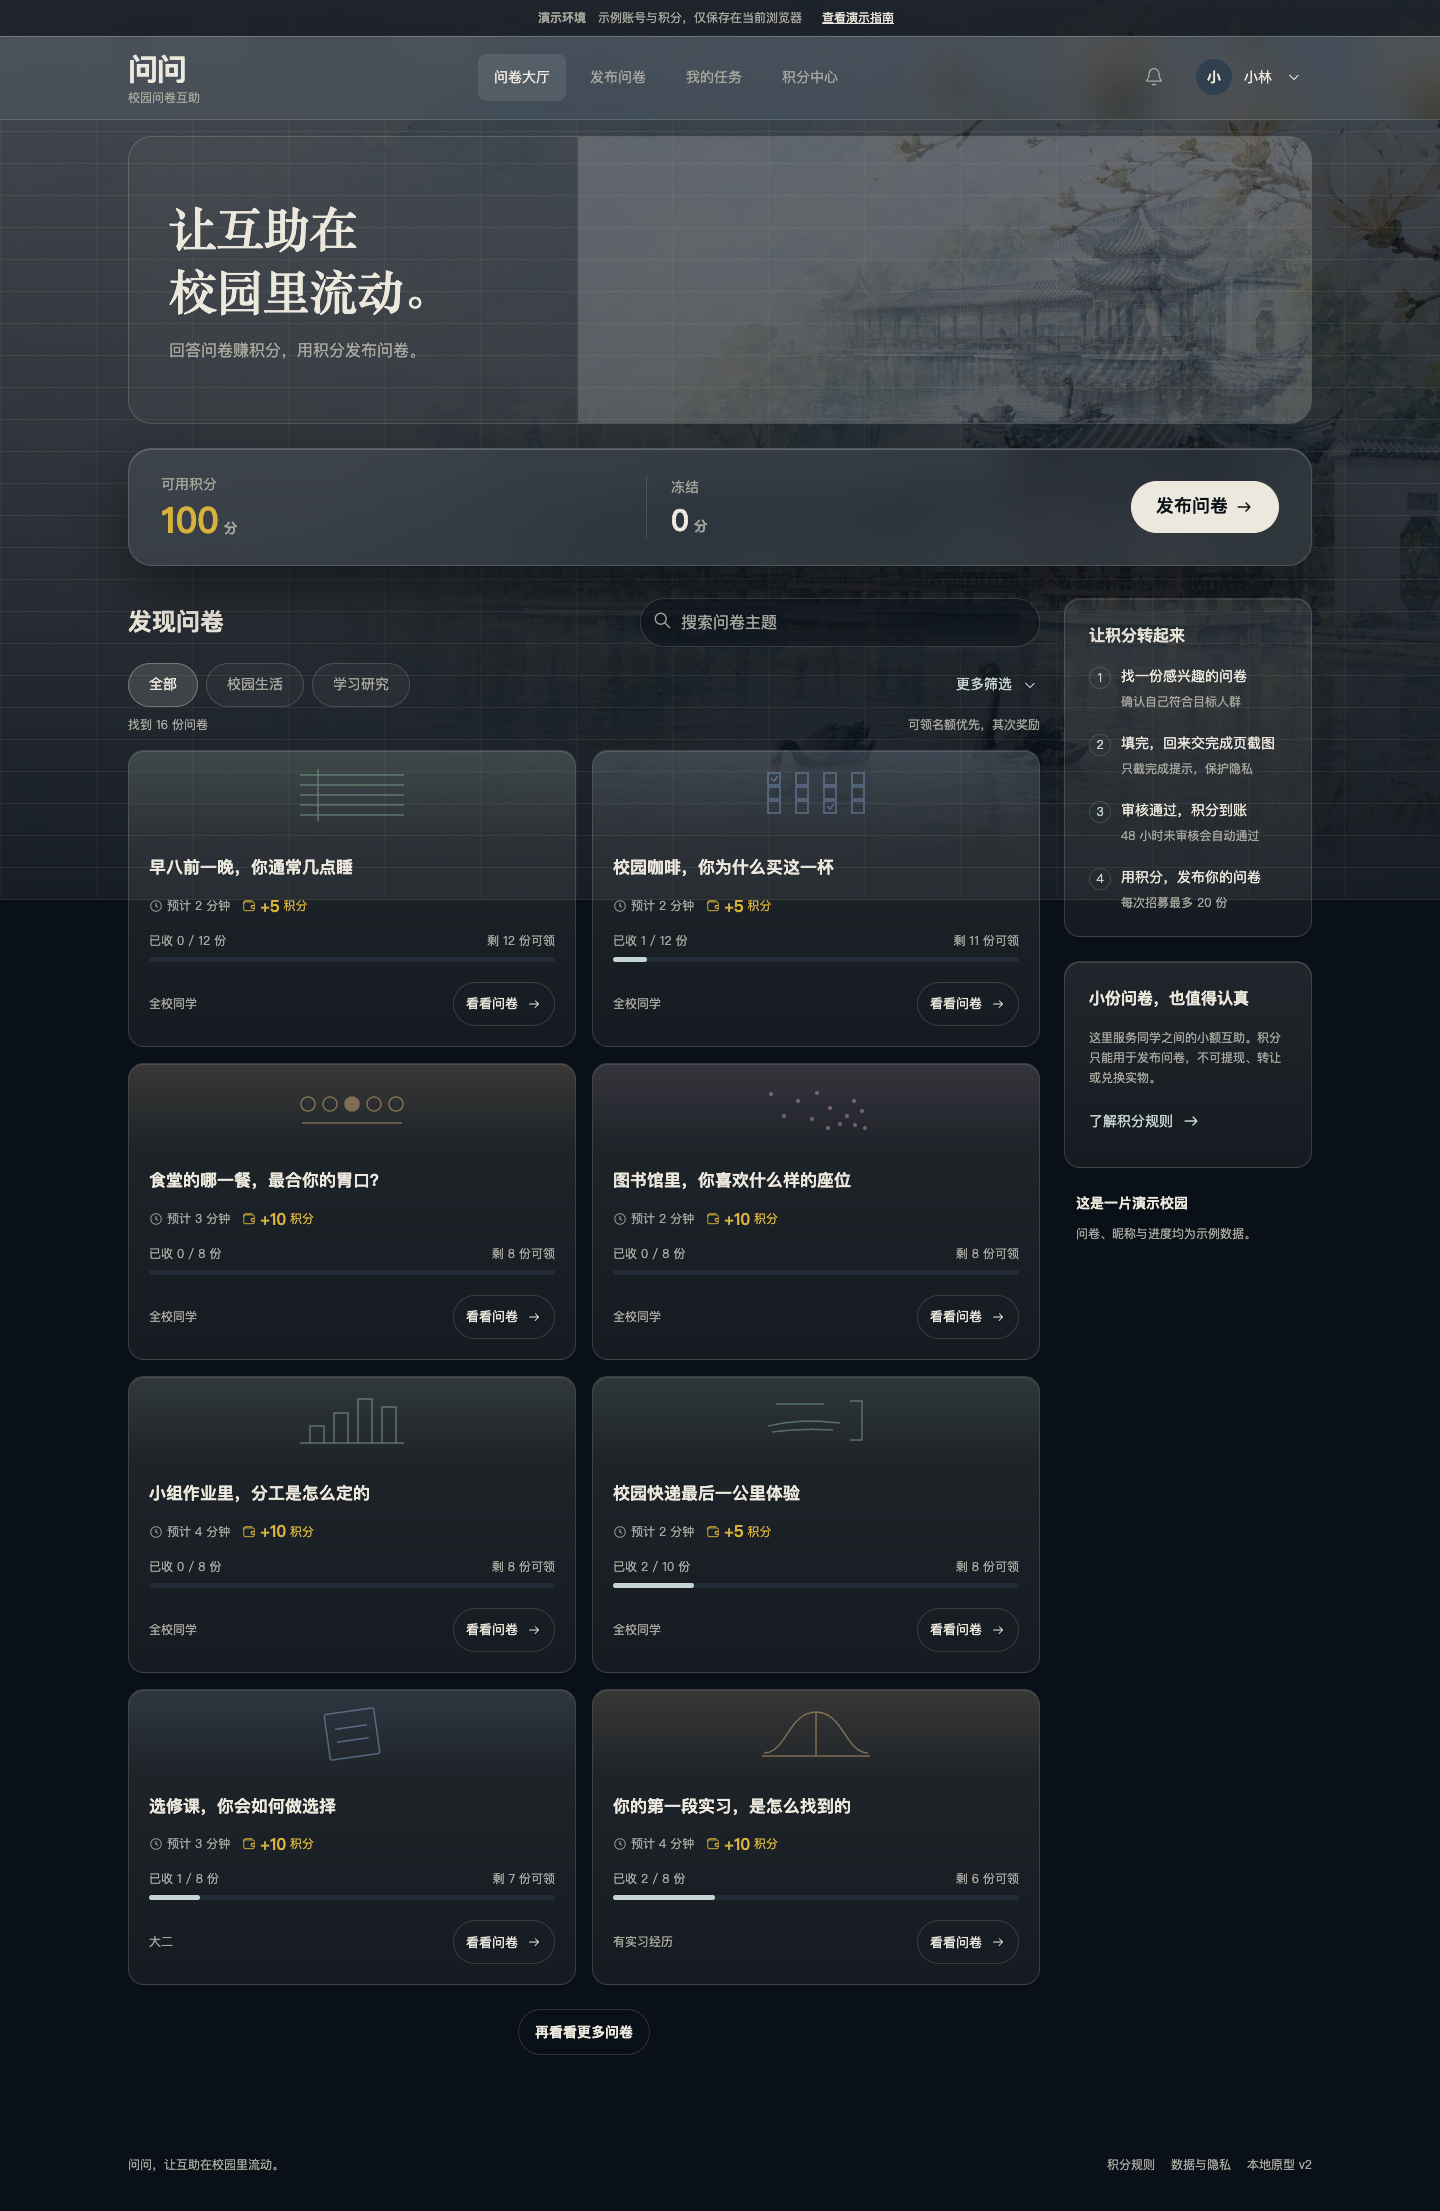 演示环境 示例账号与积分，仅保存在当前浏览器 查看演示指南
问问
校园问卷互助
问卷大厅 发布问卷 我的任务 积分中心
小 小林
让互助在
校园里流动。
回答问卷赚积分，用积分发布问卷。
可用积分
100 分
冻结
0 分
发布问卷 →
发现问卷
搜索问卷主题
全部 校园生活 学习研究
更多筛选
找到 16 份问卷
可领名额优先，其次奖励
早八前一晚，你通常几点睡
预计 2 分钟 +5 积分
已收 0 / 12 份 剩 12 份可领
全校同学 看看问卷 →
校园咖啡，你为什么买这一杯
预计 2 分钟 +5 积分
已收 1 / 12 份 剩 11 份可领
全校同学 看看问卷 →
食堂的哪一餐，最合你的胃口？
预计 3 分钟 +10 积分
已收 0 / 8 份 剩 8 份可领
全校同学 看看问卷 →
图书馆里，你喜欢什么样的座位
预计 2 分钟 +10 积分
已收 0 / 8 份 剩 8 份可领
全校同学 看看问卷 →
小组作业里，分工是怎么定的
预计 4 分钟 +10 积分
已收 0 / 8 份 剩 8 份可领
全校同学 看看问卷 →
校园快递最后一公里体验
预计 2 分钟 +5 积分
已收 2 / 10 份 剩 8 份可领
全校同学 看看问卷 →
选修课，你会如何做选择
预计 3 分钟 +10 积分
已收 1 / 8 份 剩 7 份可领
大二 看看问卷 →
你的第一段实习，是怎么找到的
预计 4 分钟 +10 积分
已收 2 / 8 份 剩 6 份可领
有实习经历 看看问卷 →
再看看更多问卷
让积分转起来
1 找一份感兴趣的问卷
确认自己符合目标人群
2 填完，回来交完成页截图
只截完成提示，保护隐私
3 审核通过，积分到账
48 小时未审核会自动通过
4 用积分，发布你的问卷
每次招募最多 20 份
小份问卷，也值得认真
这里服务同学之间的小额互助。积分
只能用于发布问卷，不可提现、转让
或兑换实物。
了解积分规则 →
这是一片演示校园
问卷、昵称与进度均为示例数据。
问问，让互助在校园里流动。
积分规则 数据与隐私 本地原型 v2